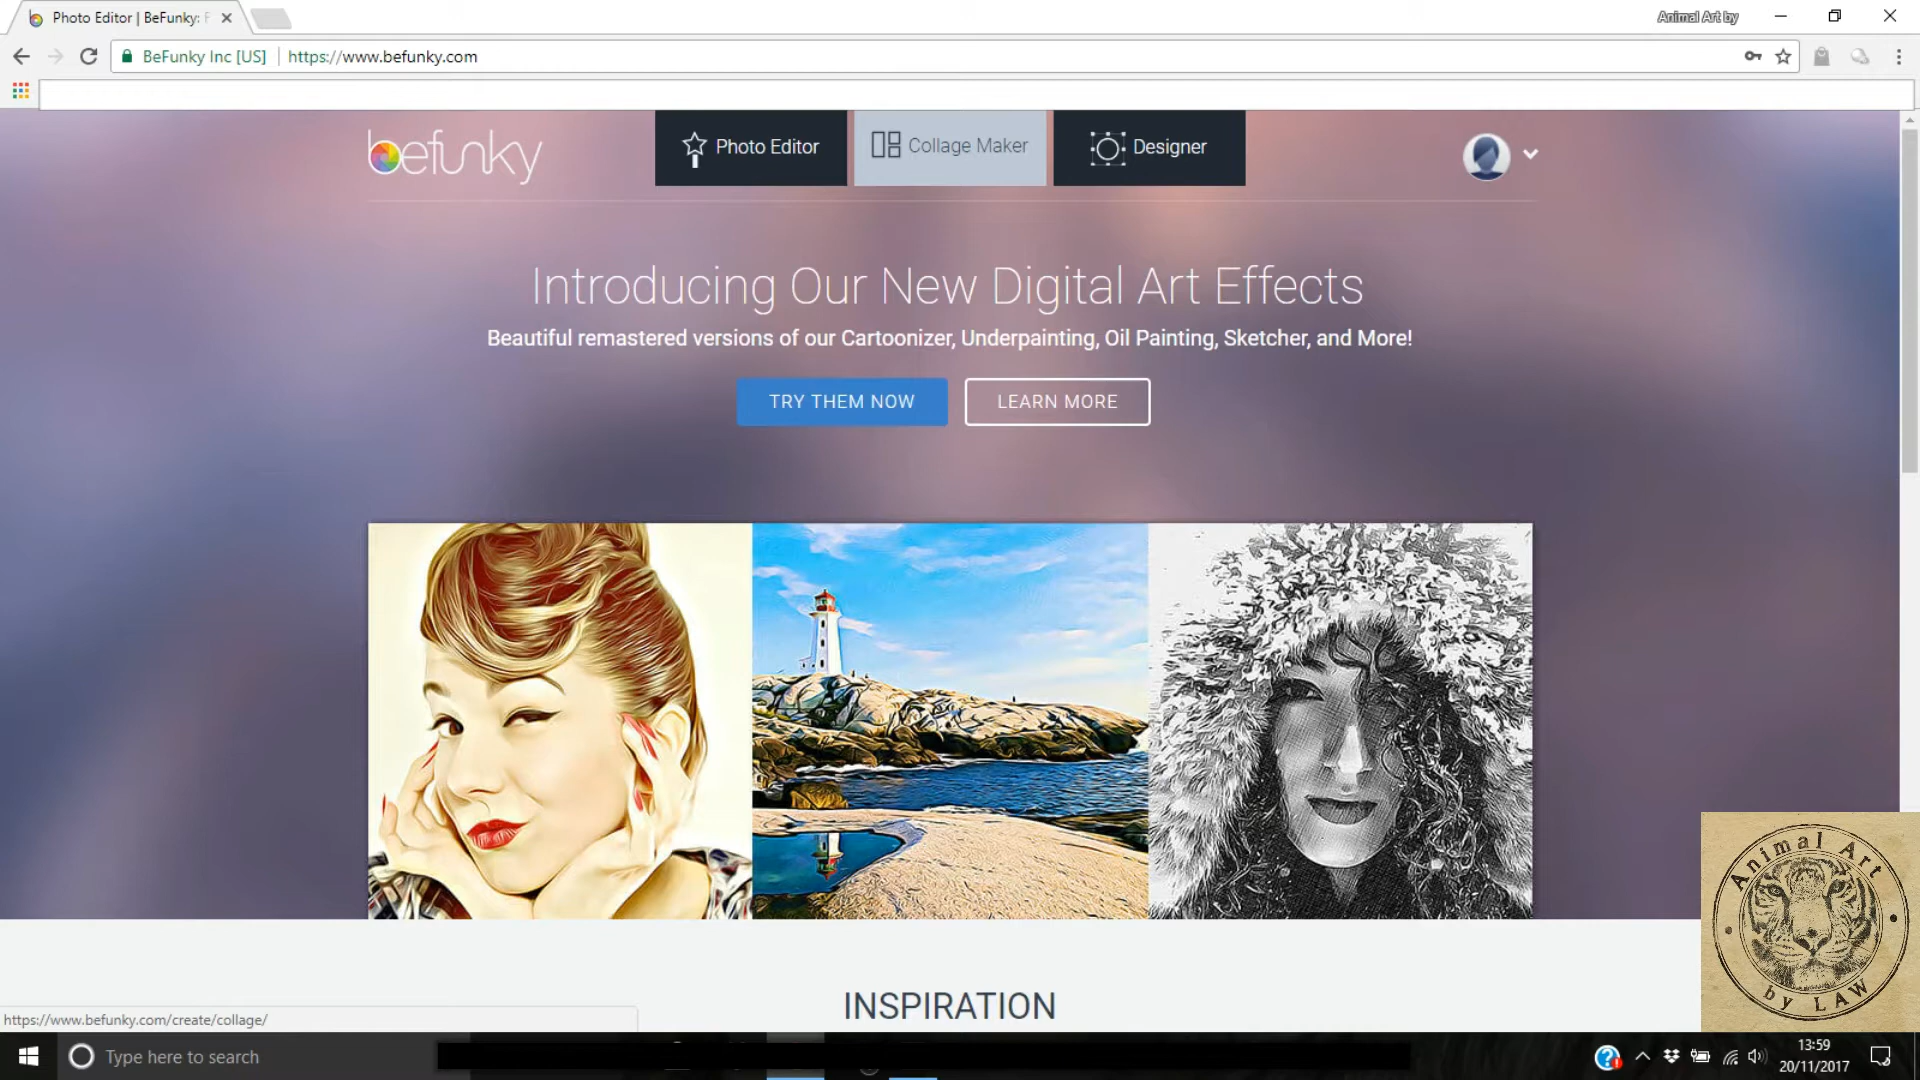 Photo Editor | BeFunky: F
Animal Art by
BeFunky Inc [US]
https://www.befunky.com
befunky
Photo Editor
Collage Maker
Designer
Introducing Our New Digital Art Effects
Beautiful remastered versions of our Cartoonizer, Underpainting, Oil Painting, Sketcher, and More!
TRY THEM NOW
LEARN MORE
Animal Art
by LAW
INSPIRATION
https://www.befunky.com/create/collage/
Type here to search
13:59
20/11/2017